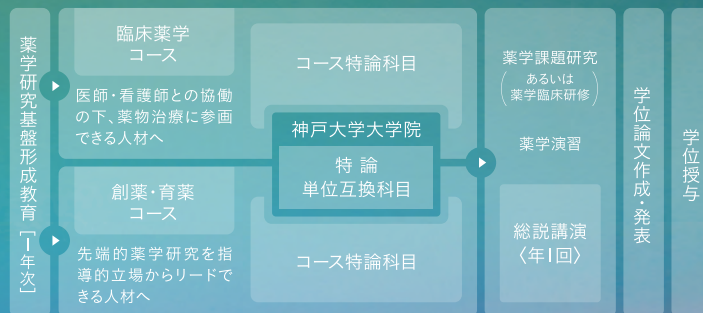 薬学研究基盤形成教育［1年次］
臨床薬学
コース
医師・看護師との協働
の下、薬物治療に参画
できる人材へ
コース特論科目
神戸大学大学院
特 論
単位互換科目
創薬・育薬
コース
先端的薬学研究を指
導的立場からリードで
きる人材へ
コース特論科目
薬学課題研究
（あるいは
薬学臨床研修）
薬学演習
総説講演
〈年1回〉
学位論文作成・発表
学位授与